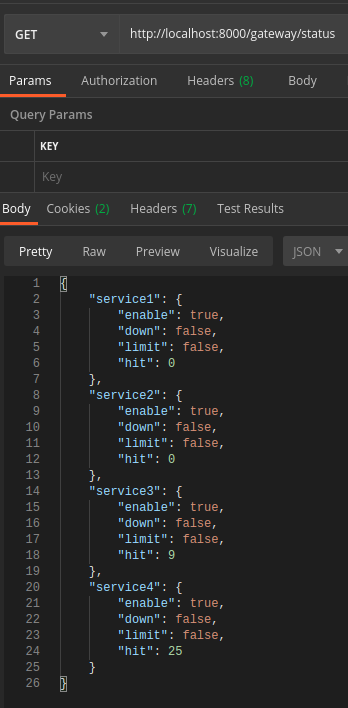 GET http://localhost:8000/gateway/status
Params Authorization Headers (8) Body
Query Params
KEY
Key
Body Cookies (2) Headers (7) Test Results
Pretty Raw Preview Visualize JSON
1 {
2 "service1": {
3 "enable": true,
4 "down": false,
5 "limit": false,
6 "hit": 0
7 },
8 "service2": {
9 "enable": true,
10 "down": false,
11 "limit": false,
12 "hit": 0
13 },
14 "service3": {
15 "enable": true,
16 "down": false,
17 "limit": false,
18 "hit": 9
19 },
20 "service4": {
21 "enable": true,
22 "down": false,
23 "limit": false,
24 "hit": 25
25 }
26 }